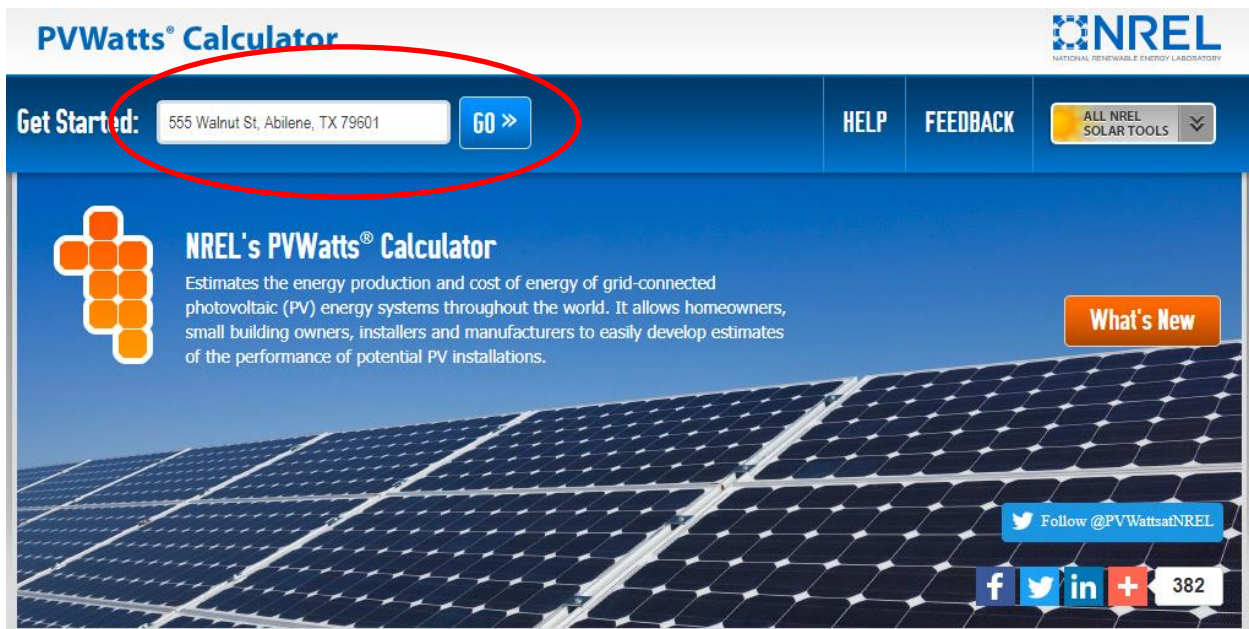 PVWatts® Calculator
NREL
NATIONAL RENEWABLE ENERGY LABORATORY
Get Started:
555 Walnut St, Abilene, TX 79601
GO »
HELP
FEEDBACK
ALL NREL
SOLAR TOOLS
NREL's PVWatts® Calculator
Estimates the energy production and cost of energy of grid-connected
photovoltaic (PV) energy systems throughout the world. It allows homeowners,
small building owners, installers and manufacturers to easily develop estimates
of the performance of potential PV installations.
What's New
Follow @PVWattsatNREL
f
in
+
382